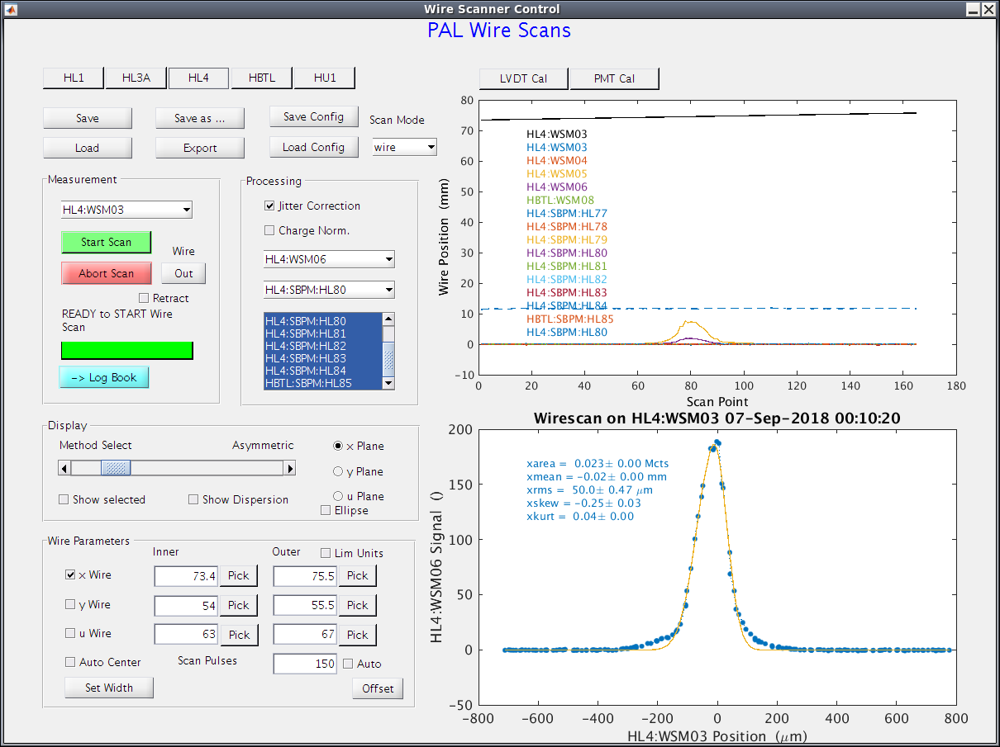 Wire Scanner Control
PAL Wire Scans
HL1 HL3A HL4 HBTL HU1
LVDT Cal PMT Cal
Save Save as ... Save Config Scan Mode
Load Export Load Config wire
Measurement
HL4:WSM03
Start Scan
Wire
Abort Scan Out
Retract
READY to START Wire
Scan
-> Log Book
Processing
Jitter Correction
Charge Norm.
HL4:WSM06
HL4:SBPM:HL80
HL4:SBPM:HL80
HL4:SBPM:HL81
HL4:SBPM:HL82
HL4:SBPM:HL83
HL4:SBPM:HL84
HBTL:SBPM:HL85
Display
Method Select Asymmetric
x Plane
y Plane
u Plane
Show selected Show Dispersion
Ellipse
Wire Parameters
Inner Outer Lim Units
x Wire 73.4 Pick 75.5 Pick
y Wire 54 Pick 55.5 Pick
u Wire 63 Pick 67 Pick
Auto Center Scan Pulses 150 Auto
Set Width Offset
80
70
60
50
40
30
20
10
0
-10
Wire Position (mm)
HL4:WSM03
HL4:WSM03
HL4:WSM04
HL4:WSM05
HL4:WSM06
HBTL:WSM08
HL4:SBPM:HL77
HL4:SBPM:HL78
HL4:SBPM:HL79
HL4:SBPM:HL80
HL4:SBPM:HL81
HL4:SBPM:HL82
HL4:SBPM:HL83
HL4:SBPM:HL84
HBTL:SBPM:HL85
HL4:SBPM:HL80
0 20 40 60 80 100 120 140 160 180
Scan Point
Wirescan on HL4:WSM03 07-Sep-2018 00:10:20
200
150
100
50
0
-50
HL4:WSM06 Signal ()
xarea = 0.023± 0.00 Mcts
xmean = -0.02± 0.00 mm
xrms = 50.0± 0.47 μm
xskew = -0.25± 0.03
xkurt = 0.04± 0.00
-800 -600 -400 -200 0 200 400 600 800
HL4:WSM03 Position (μm)